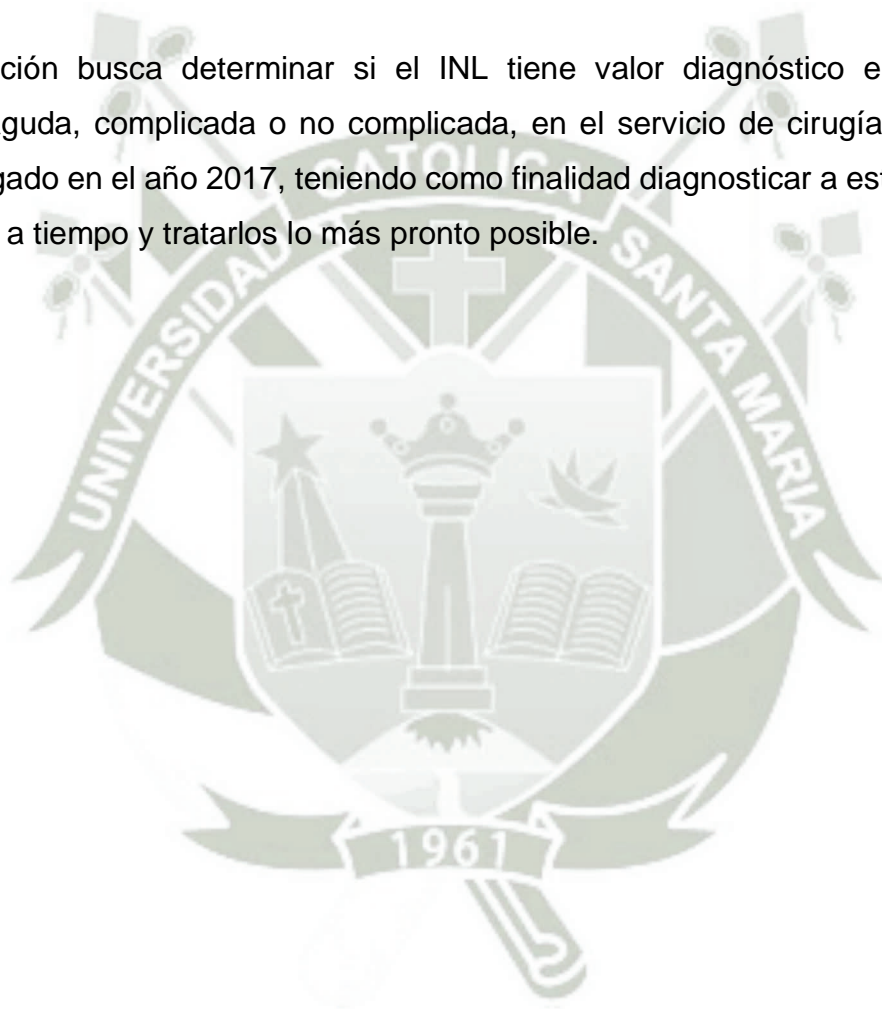 ción busca determinar si el INL tiene valor diagnóstico e
guda, complicada o no complicada, en el servicio de cirugía
gado en el año 2017, teniendo como finalidad diagnosticar a es
a tiempo y tratarlos lo más pronto posible.
UNIVERSIDAD CATOLICA SANTA MARIA
1961